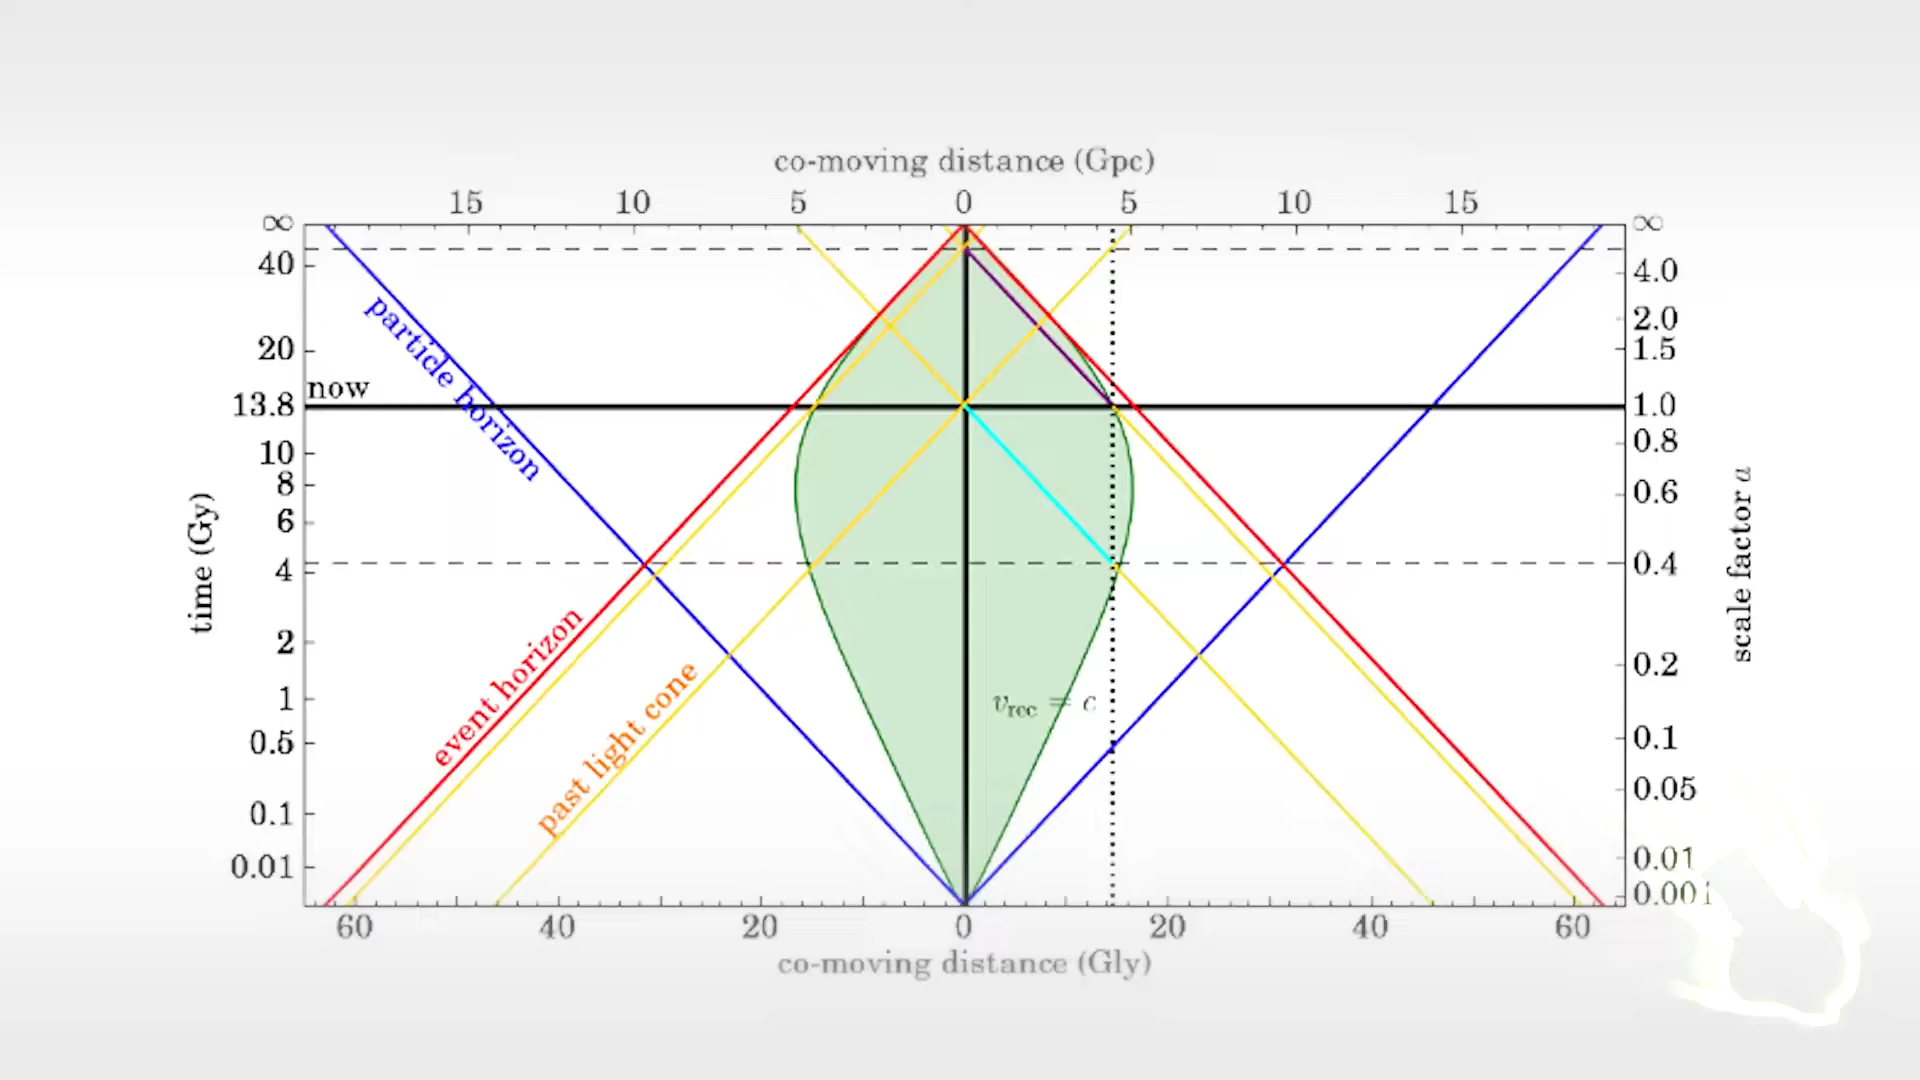 co-moving distance (Gpc)
15 10 5 0 5 10 15
∞ ∞
40 4.0
2.0
20 1.5
now
13.8 1.0
10 0.8
8 0.6
6
4 0.4
2 0.2
1
0.5 0.1
0.05
0.1
0.01 0.01
0.001
time (Gy)
scale factor a
particle horizon
event horizon
past light cone
v_rec = c
60 40 20 0 20 40 60
co-moving distance (Gly)